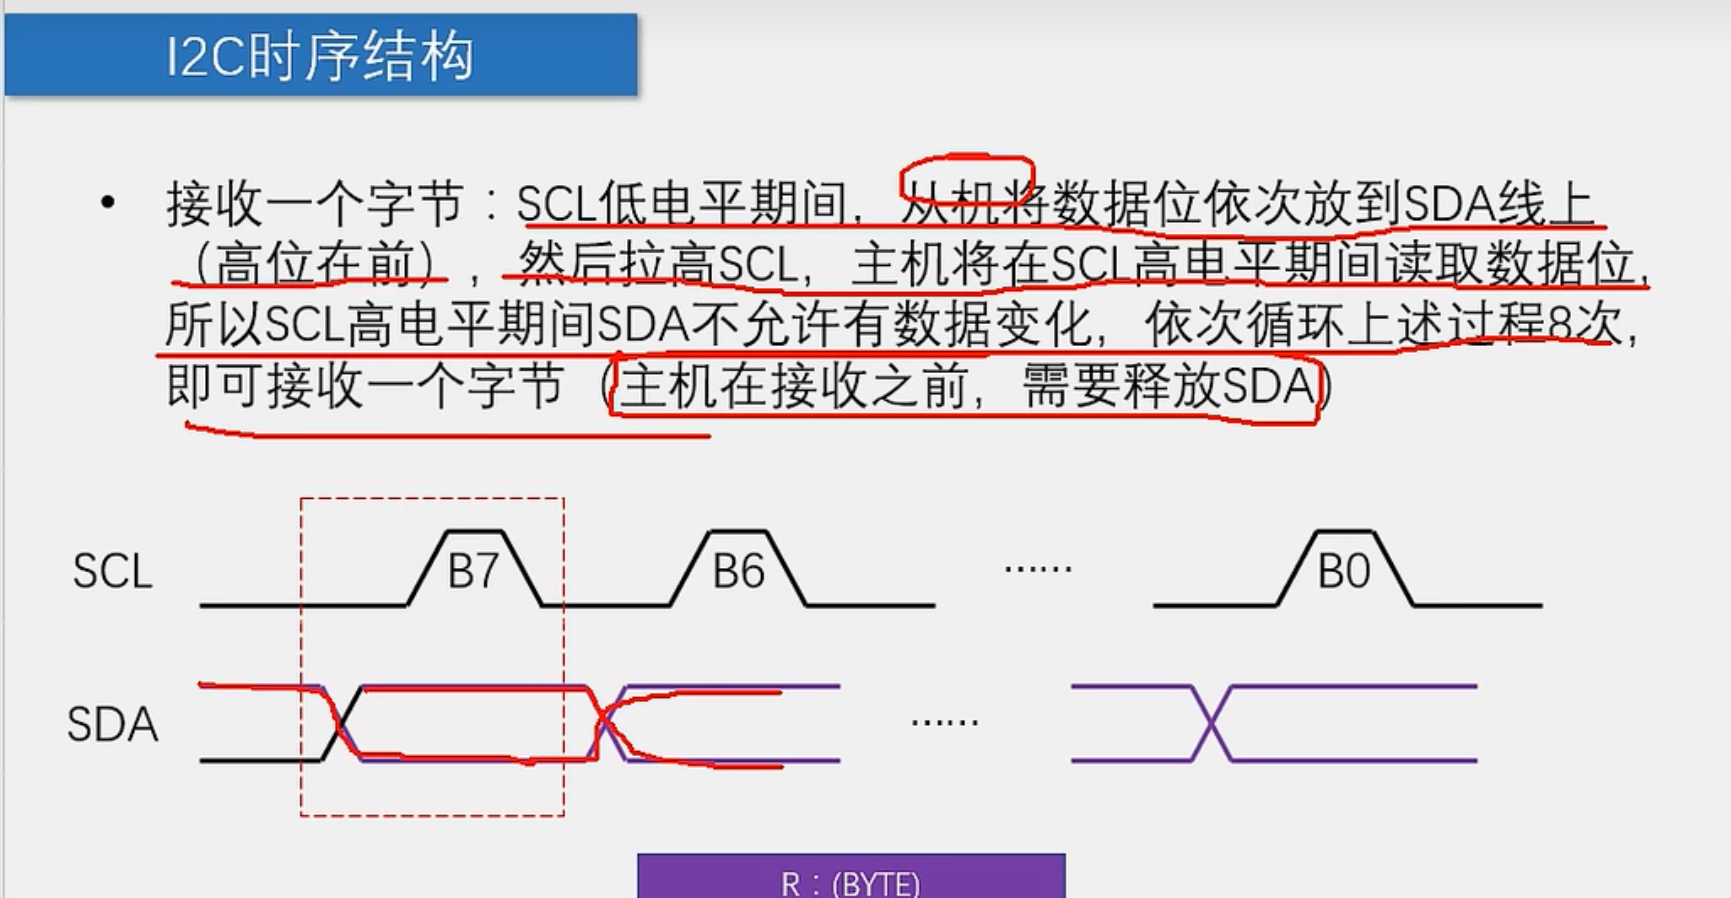 I2C时序结构
• 接收一个字节：SCL低电平期间，从机将数据位依次放到SDA线上
（高位在前），然后拉高SCL，主机将在SCL高电平期间读取数据位，
所以SCL高电平期间SDA不允许有数据变化，依次循环上述过程8次，
即可接收一个字节（主机在接收之前，需要释放SDA）
SCL B7 B6 …… B0
SDA ……
R：(BYTE)